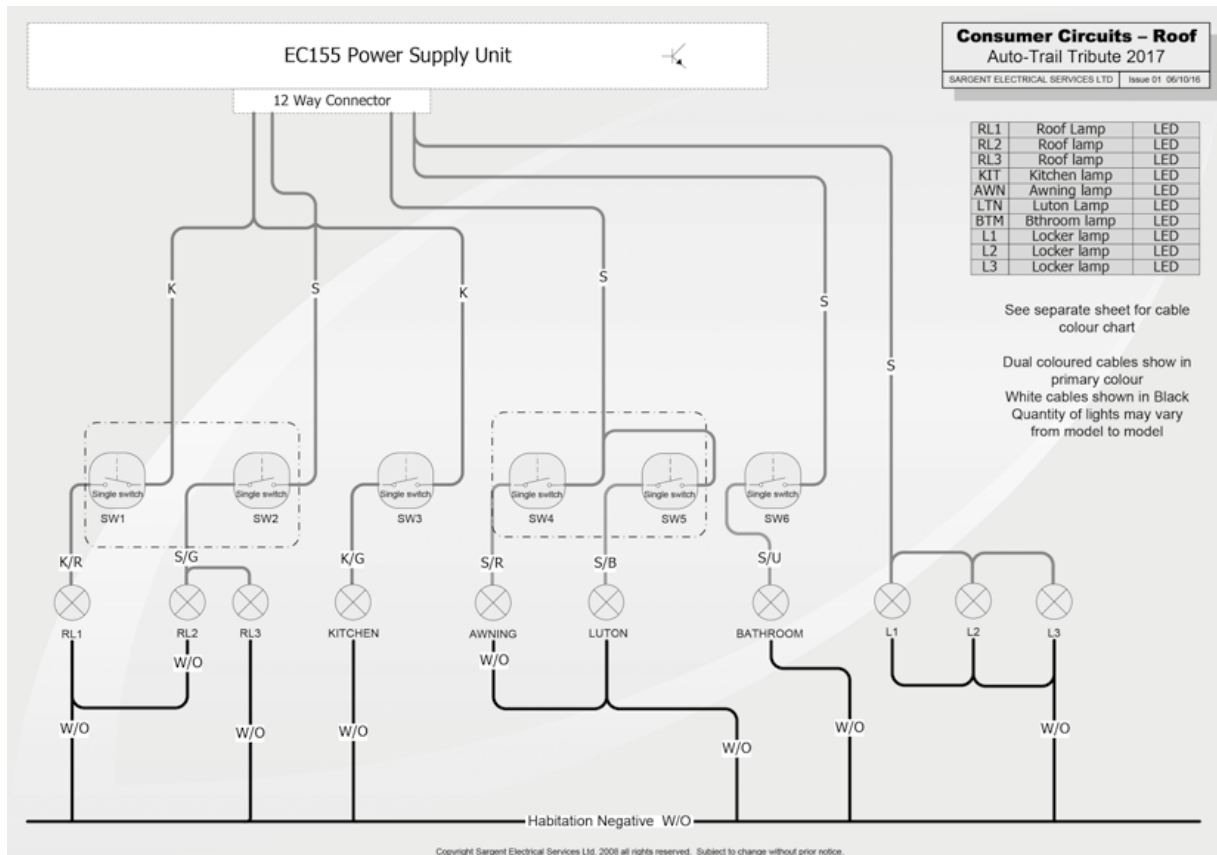 EC155 Power Supply Unit
12 Way Connector
Consumer Circuits – Roof
Auto-Trail Tribute 2017
SARGENT ELECTRICAL SERVICES LTD Issue 01 06/10/16
RL1 Roof Lamp LED
RL2 Roof lamp LED
RL3 Roof lamp LED
KIT Kitchen lamp LED
AWN Awning lamp LED
LTN Luton Lamp LED
BTM Bthroom lamp LED
L1 Locker lamp LED
L2 Locker lamp LED
L3 Locker lamp LED
See separate sheet for cable
colour chart
Dual coloured cables show in
primary colour
White cables shown in Black
Quantity of lights may vary
from model to model
K S K S S
S
Single switch Single switch Single switch Single switch Single switch Single switch
SW1 SW2 SW3 SW4 SW5 SW6
K/R S/G K/G S/R S/B S/U
RL1 RL2 RL3 KITCHEN AWNING LUTON BATHROOM L1 L2 L3
W/O W/O
W/O W/O W/O W/O W/O W/O
Habitation Negative W/O
Copyright Sargent Electrical Services Ltd. 2008 all rights reserved. Subject to change without prior notice.